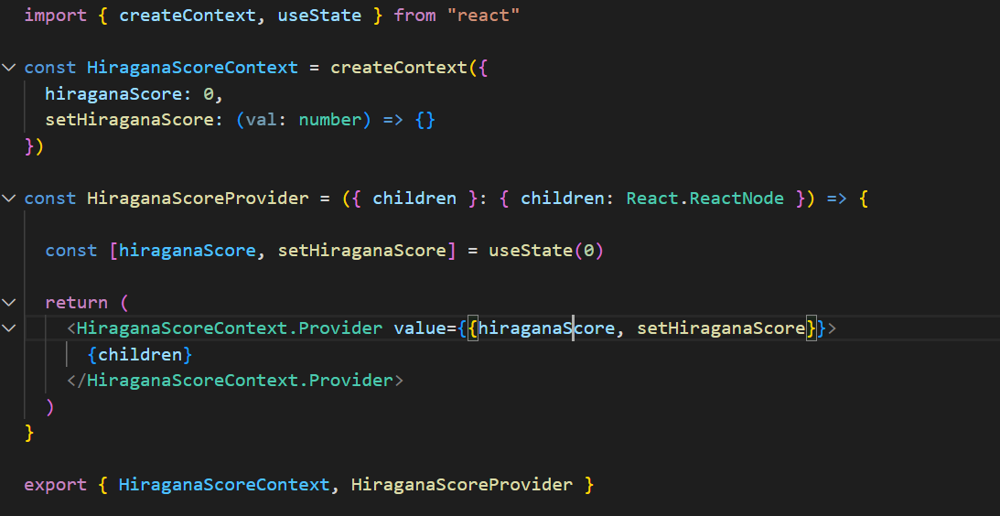 import { createContext, useState } from "react"
const HiraganaScoreContext = createContext({
hiraganaScore: 0,
setHiraganaScore: (val: number) => {}
})
const HiraganaScoreProvider = ({ children }: { children: React.ReactNode }) => {
const [hiraganaScore, setHiraganaScore] = useState(0)
return (
<HiraganaScoreContext.Provider value={{hiraganaScore, setHiraganaScore}}>
{children}
</HiraganaScoreContext.Provider>
)
}
export { HiraganaScoreContext, HiraganaScoreProvider }